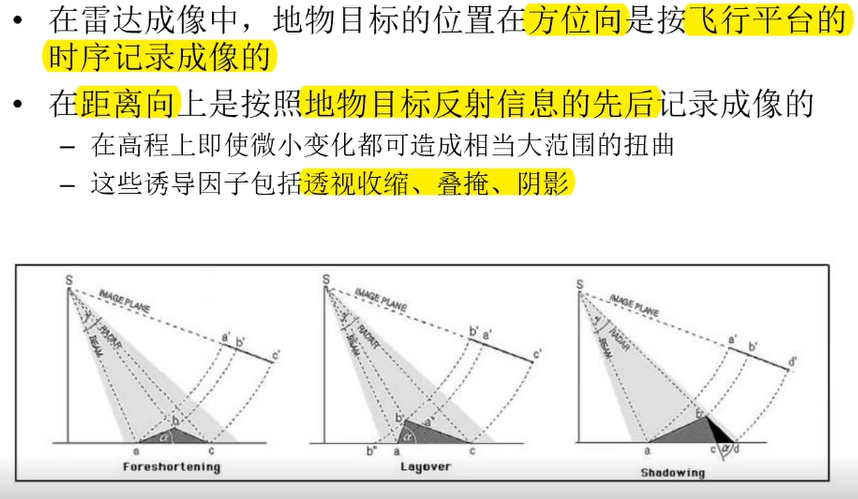 • 在雷达成像中，地物目标的位置在方位向是按飞行平台的
时序记录成像的
• 在距离向上是按照地物目标反射信息的先后记录成像的
– 在高程上即使微小变化都可造成相当大范围的扭曲
– 这些诱导因子包括透视收缩、叠掩、阴影
S
IMAGE PLANE
RADAR
BEAM
a' b'
c'
b
a α c
Foreshortening
S
IMAGE PLANE
RADAR
BEAM
b' a'
c'
b a"
b" a α c
Layover
S
IMAGE PLANE
RADAR
BEAM
a' b'
d'
b
a c α d
Shadowing